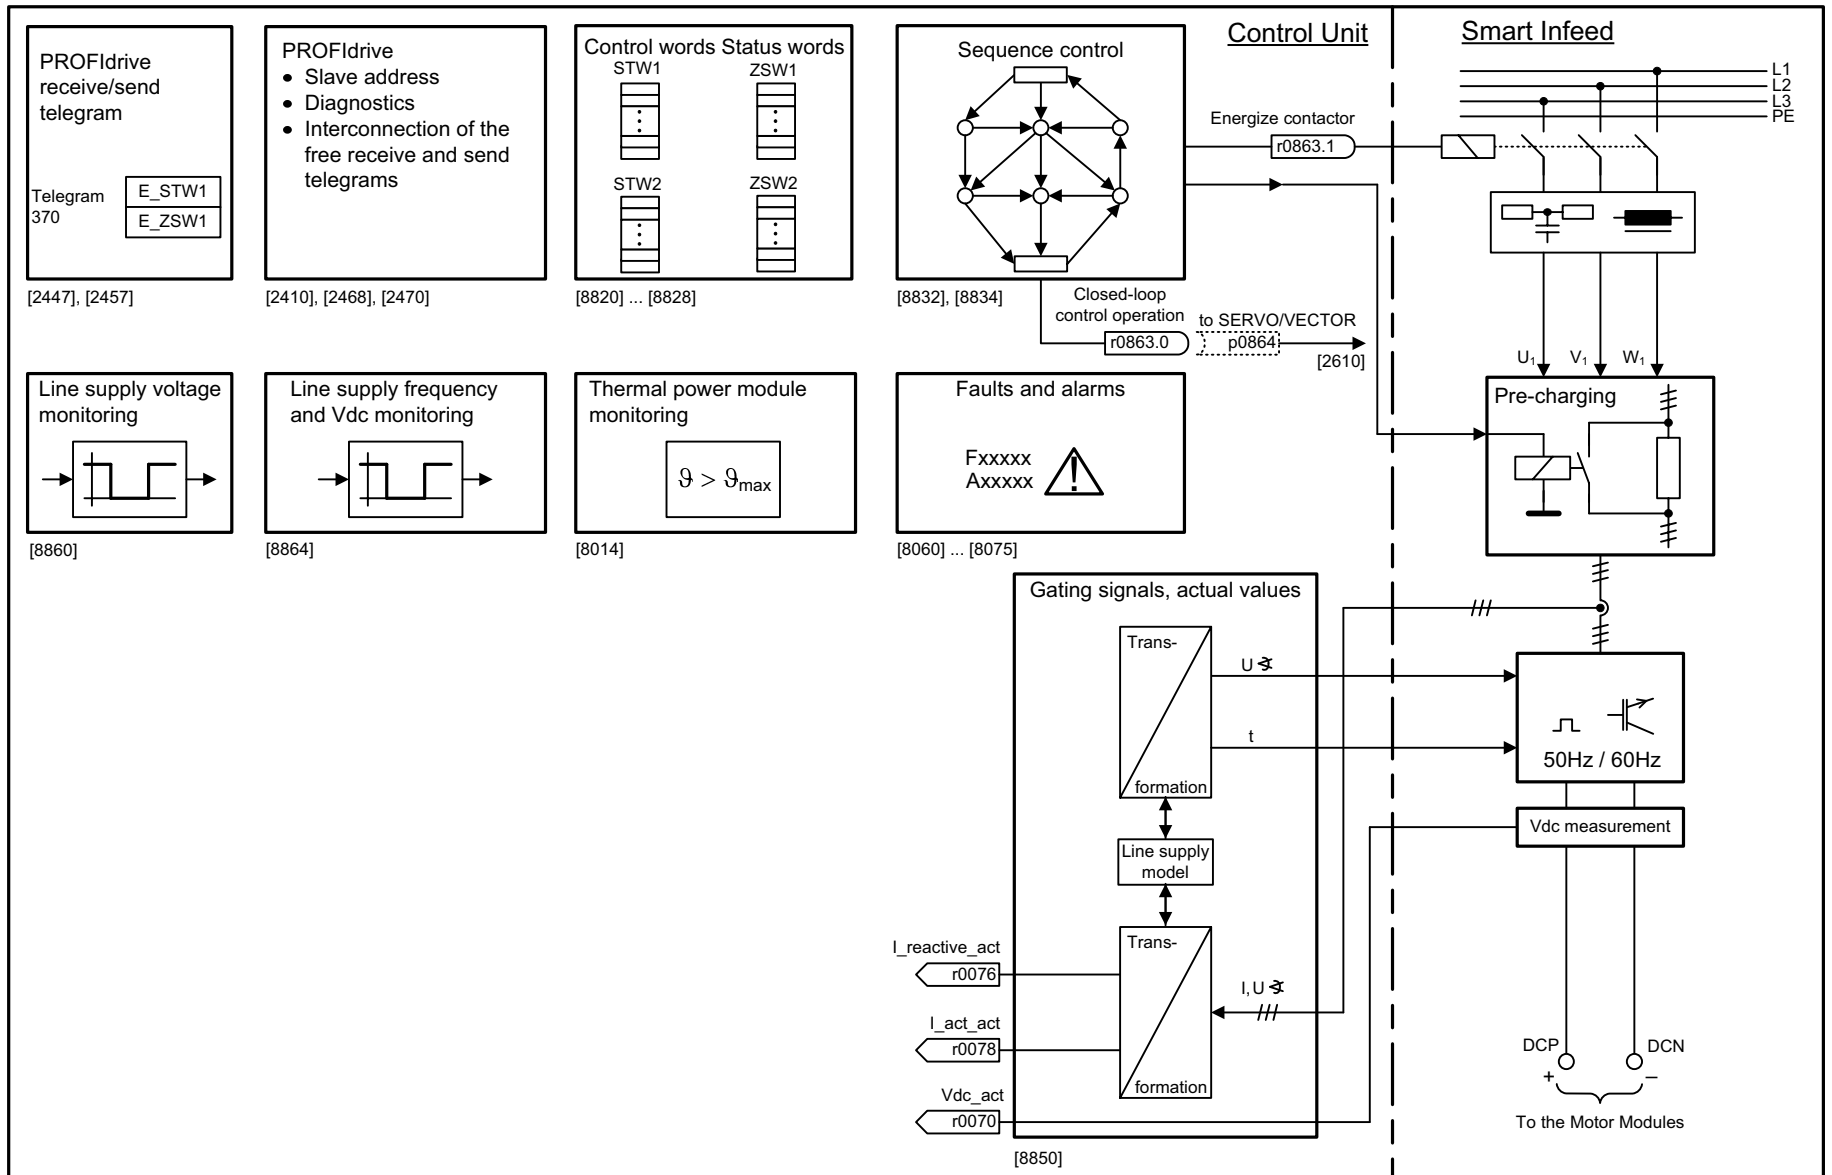 PROFIdrive
receive/send
telegram
Telegram
370
E_STW1
E_ZSW1
[2447], [2457]
PROFIdrive
• Slave address
• Diagnostics
• Interconnection of the
free receive and send
telegrams
[2410], [2468], [2470]
Control words Status words
STW1 ZSW1
STW2 ZSW2
[8820] ... [8828]
Sequence control
[8832], [8834]
Control Unit
Smart Infeed
L1
L2
L3
PE
Energize contactor
r0863.1
Closed-loop
control operation
r0863.0
to SERVO/VECTOR
p0864
[2610]
U1 V1 W1
Pre-charging
Line supply voltage
monitoring
[8860]
Line supply frequency
and Vdc monitoring
[8864]
Thermal power module
monitoring
ϑ > ϑmax
[8014]
Faults and alarms
Fxxxxx
Axxxxx
!
[8060] ... [8075]
Gating signals, actual values
Trans-
formation
U ∢
t
50Hz / 60Hz
Vdc measurement
Line supply
model
Trans-
formation
I,U ∢
I_reactive_act
r0076
I_act_act
r0078
Vdc_act
r0070
[8850]
DCP DCN
+ −
To the Motor Modules